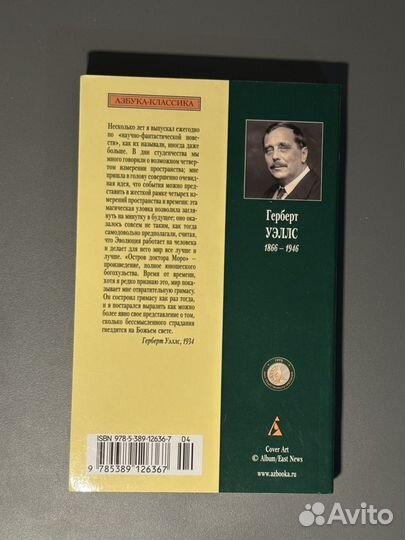 АЗБУКА-КЛАССИКА
Несколько лет я выпускал ежегодно
по «научно-фантастической пове-
сти», как их называли, иногда даже
больше. В дни студенчества мы
много говорили о возможном четвер-
том измерении пространства; мне
пришла в голову совершенно очевид-
ная идея, что события можно пред-
ставить в жесткой рамке четырех из-
мерений пространства и времени; эта
магическая уловка позволила загля-
нуть на минутку в будущее; оно ока-
залось совсем не таким, как тогда
самодовольно предполагали, считая,
что Эволюция работает на человека
и делает для него мир все лучше и
лучше. «Остров доктора Моро» –
произведение, полное юношеского
богохульства. Время от времени,
хотя я редко признаю это, мир пока-
зывает мне отвратительную гримасу.
Он состроил гримасу как раз тогда,
и я постарался выразить как можно
более явно свое представление о том,
сколько бессмысленного страдания
гнездится на Божьем свете.
Герберт Уэллс, 1934
ISBN 978-5-389-12636-7
04
9 785389 126367
Герберт
УЭЛЛС
1866 – 1946
Cover Art
© Album/East News
www.azbooka.ru
Avito